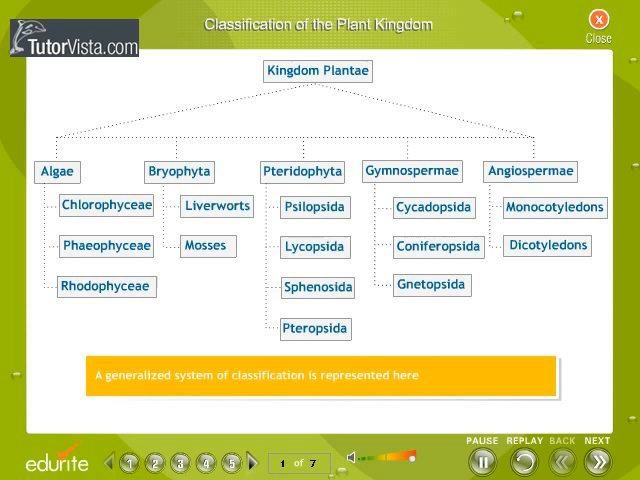 Classification of the Plant Kingdom
X
Close
TutorVista.com
Kingdom Plantae
Algae Bryophyta Pteridophyta Gymnospermae Angiospermae
Chlorophyceae Liverworts Psilopsida Cycadopsida Monocotyledons
Phaeophyceae Mosses Lycopsida Coniferopsida Dicotyledons
Rhodophyceae Sphenosida Gnetopsida
Pteropsida
A generalized system of classification is represented here
PAUSE REPLAY BACK NEXT
edurite 1 2 3 4 5 1 of 7